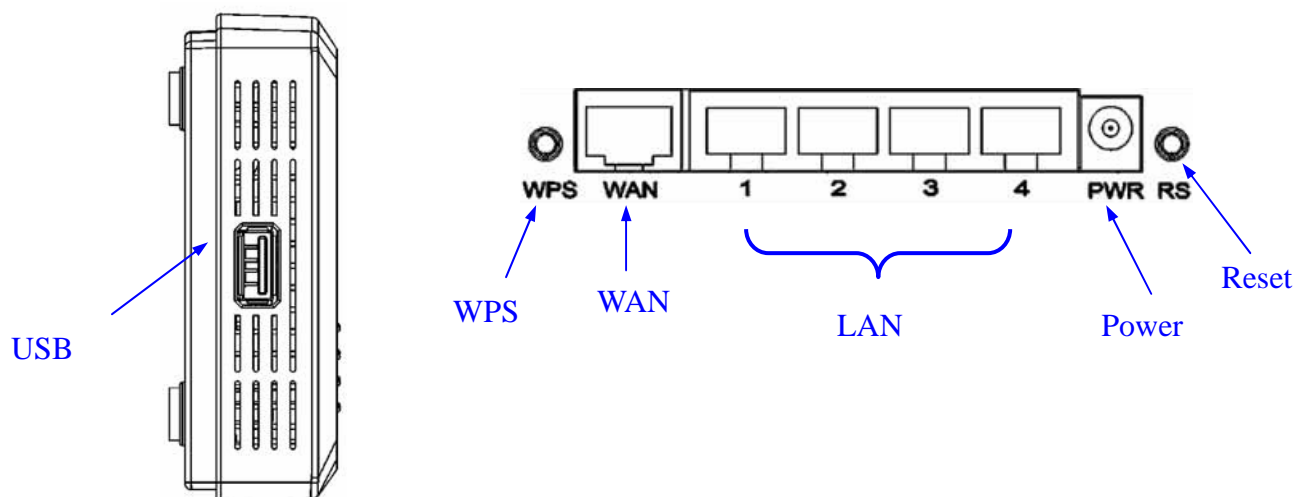 WPS WAN 1 2 3 4 PWR RS
USB
WPS
WAN
LAN
Power
Reset